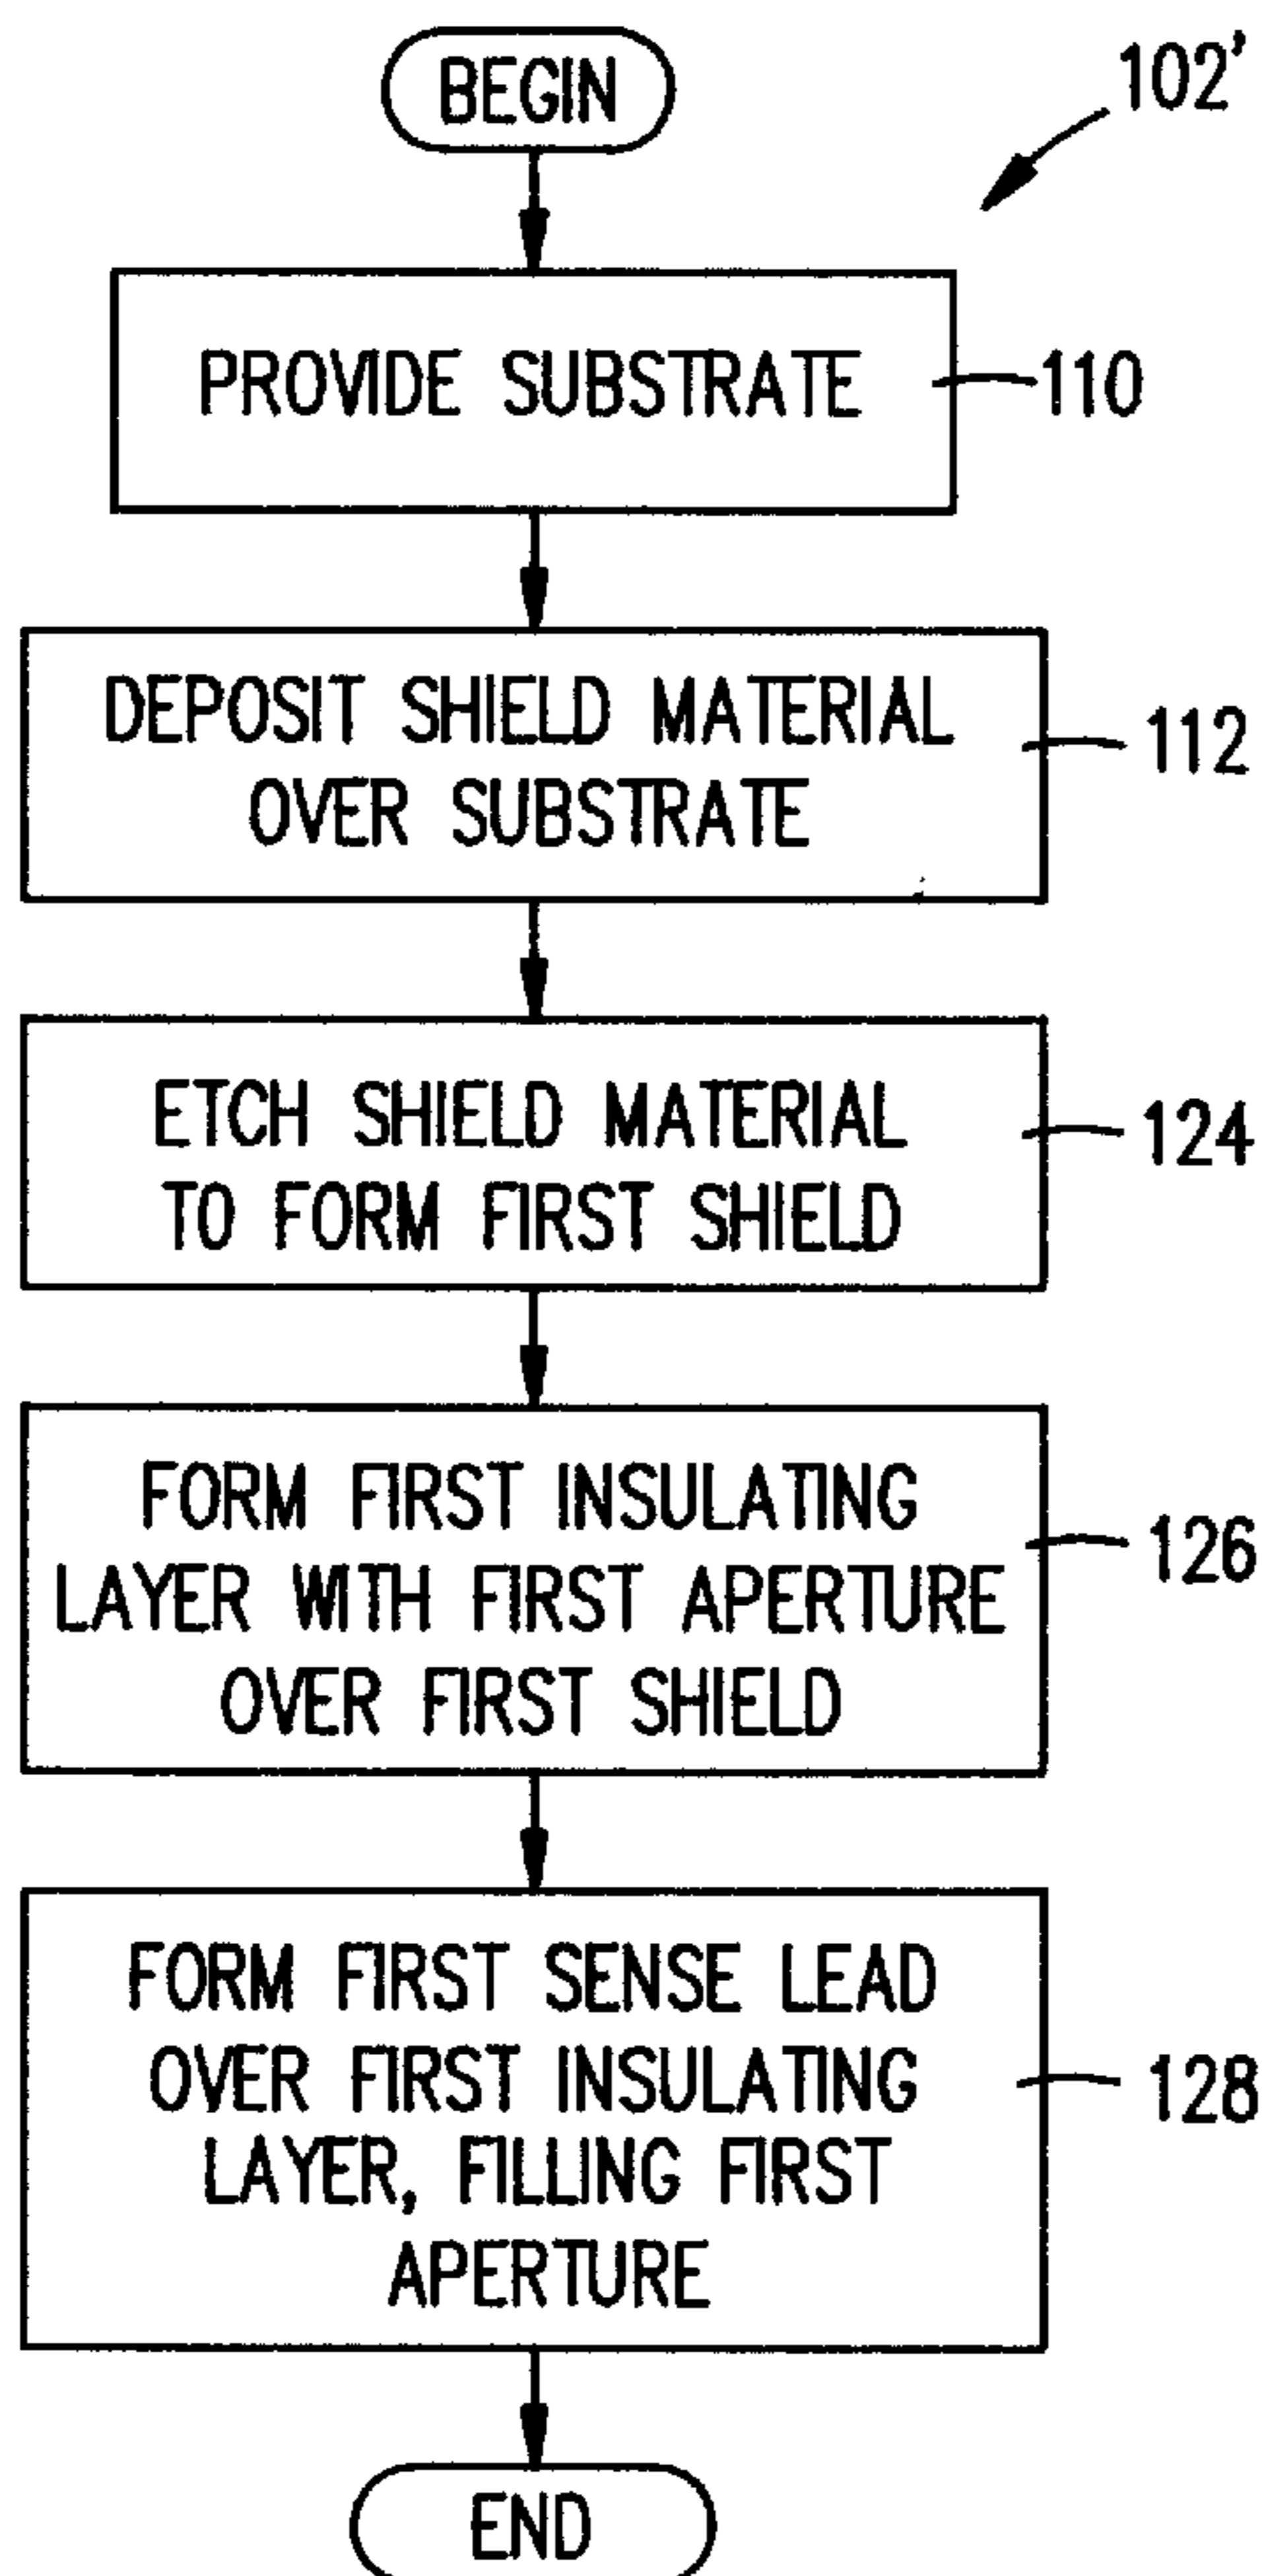 BEGIN
102'
PROVIDE SUBSTRATE
110
DEPOSIT SHIELD MATERIAL
OVER SUBSTRATE
112
ETCH SHIELD MATERIAL
TO FORM FIRST SHIELD
124
FORM FIRST INSULATING
LAYER WITH FIRST APERTURE
OVER FIRST SHIELD
126
FORM FIRST SENSE LEAD
OVER FIRST INSULATING
LAYER, FILLING FIRST
APERTURE
128
END